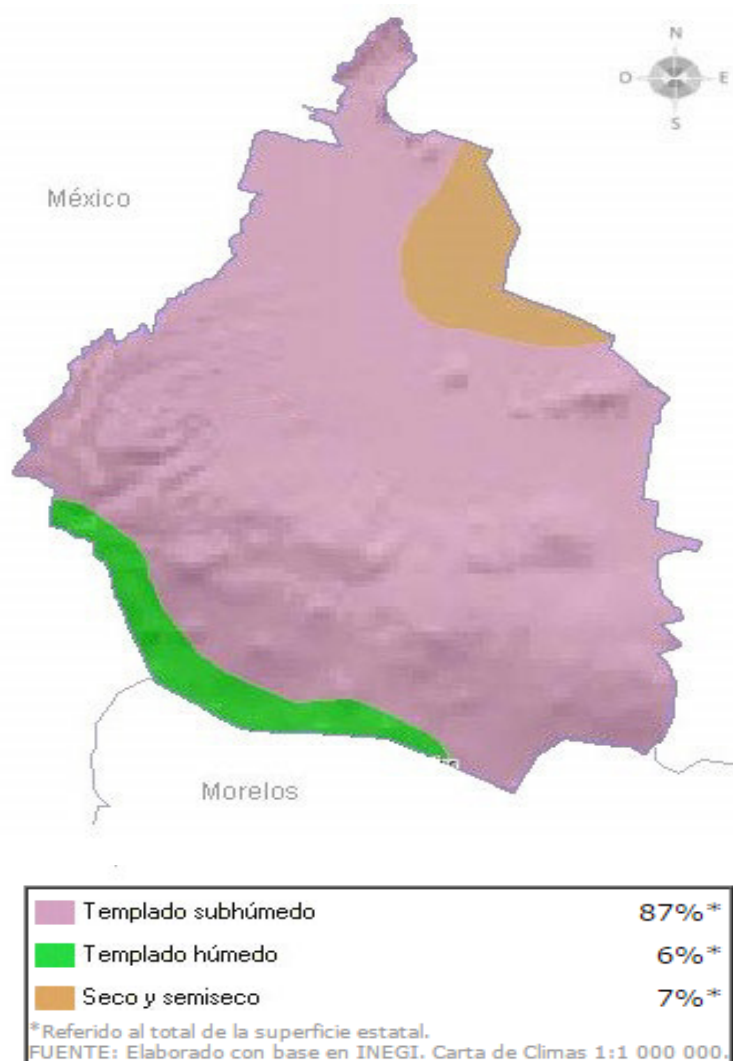 N
O
E
S
México
Morelos
Templado subhúmedo 87%*
Templado húmedo 6%*
Seco y semiseco 7%*
*Referido al total de la superficie estatal.
FUENTE: Elaborado con base en INEGI. Carta de Climas 1:1 000 000.